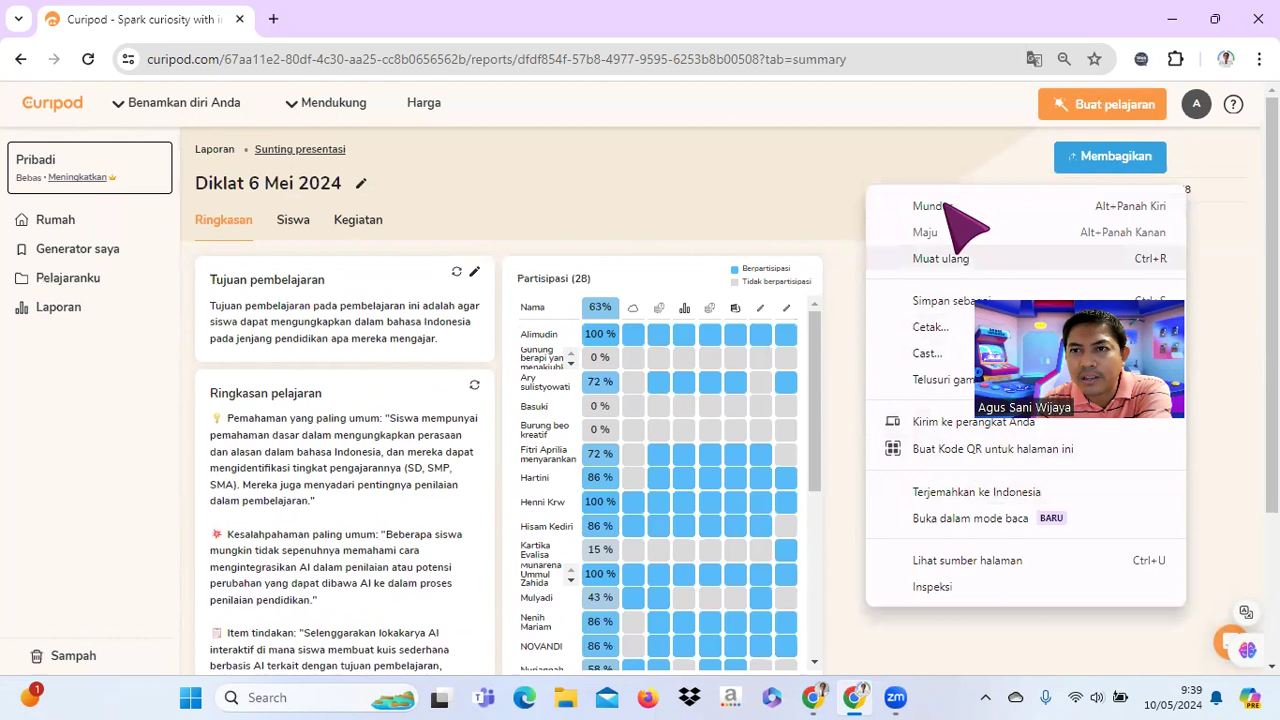 Curipod - Spark curiosity with in
curipod.com/67aa11e2-80df-4c30-aa25-cc8b0656562b/reports/dfdf854f-57b8-4977-9595-6253b8b00508?tab=summary
Curipod
Benamkan diri Anda
Mendukung
Harga
Buat pelajaran
A
Pribadi
Bebas • Meningkatkan
Rumah
Generator saya
Pelajaranku
Laporan
Sampah
Laporan • Sunting presentasi
Membagikan
Diklat 6 Mei 2024
Ringkasan
Siswa
Kegiatan
Tujuan pembelajaran
Tujuan pembelajaran pada pembelajaran ini adalah agar
siswa dapat mengungkapkan dalam bahasa Indonesia
pada jenjang pendidikan apa mereka mengajar.
Ringkasan pelajaran
Pemahaman yang paling umum: "Siswa mempunyai
pemahaman dasar dalam mengungkapkan perasaan
dan alasan dalam bahasa Indonesia, dan mereka dapat
mengidentifikasi tingkat pengajarannya (SD, SMP,
SMA). Mereka juga menyadari pentingnya penilaian
dalam pembelajaran."
Kesalahpahaman paling umum: "Beberapa siswa
mungkin tidak sepenuhnya memahami cara
mengintegrasikan AI dalam penilaian atau potensi
perubahan yang dapat dibawa AI ke dalam proses
penilaian pendidikan."
Item tindakan: "Selenggarakan lokakarya AI
interaktif di mana siswa membuat kuis sederhana
berbasis AI terkait dengan tujuan pembelajaran,
Partisipasi (28)
Berpartisipasi
Tidak berpartisipasi
Nama 63%
Alimudin 100 %
Gunung
berapi yang
0 %
Ary
sulistyowati
72 %
Basuki 0 %
Burung beo
kreatif
0 %
Fitri Aprilia
menyarankan
72 %
Hartini 86 %
Henni Krw 100 %
Hisam Kediri 86 %
Kartika
Evalisa
15 %
Munarena
Ummul
Zahida
100 %
Mulyadi 43 %
Nenih
Mariam
86 %
NOVANDI 86 %
Nurjannah 58 %
Alt+Panah Kiri
Maju Alt+Panah Kanan
Muat ulang Ctrl+R
Cetak...
Cast...
Agus Sani Wijaya
Kirim ke perangkat Anda
Buat Kode QR untuk halaman ini
Terjemahkan ke Indonesia
Buka dalam mode baca BARU
Lihat sumber halaman Ctrl+U
Inspeksi
1
Search
9:39
10/05/2024
PRE